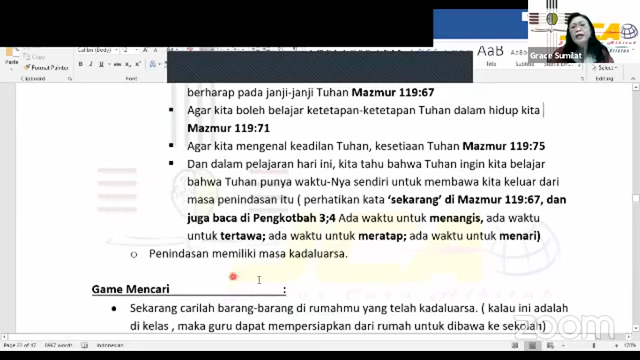 Grace Sumilat
Format Painter
AaB
Editing
berharap pada janji-janji Tuhan Mazmur 119:67
▪ Agar kita boleh belajar ketetapan-ketetapan Tuhan dalam hidup kita
Mazmur 119:71
▪ Agar kita mengenal keadilan Tuhan, kesetiaan Tuhan Mazmur 119:75
▪ Dan dalam pelajaran hari ini, kita tahu bahwa Tuhan ingin kita belajar
bahwa Tuhan punya waktu-Nya sendiri untuk membawa kita keluar dari
masa penindasan itu ( perhatikan kata ‘sekarang’ di Mazmur 119:67, dan
juga baca di Pengkotbah 3;4 Ada waktu untuk menangis, ada waktu
untuk tertawa; ada waktu untuk meratap; ada waktu untuk menari)
o Penindasan memiliki masa kadaluarsa.
Game Mencari :
• Sekarang carilah barang-barang di rumahmu yang telah kadaluarsa. ( kalau ini adalah
di kelas , maka guru dapat mempersiapkan dari rumah untuk dibawa ke sekolah)
zoom
Indonesian